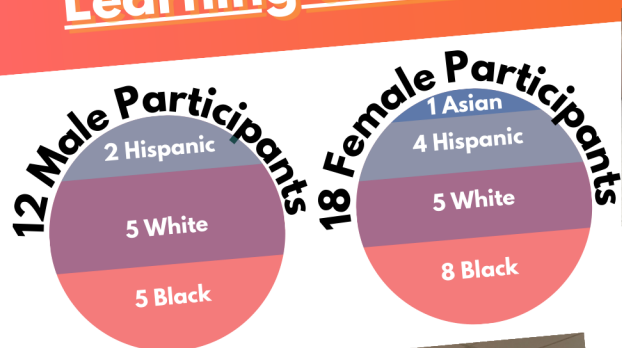 Learning
12 Male Participants
2 Hispanic
5 White
5 Black
18 Female Participants
1 Asian
4 Hispanic
5 White
8 Black